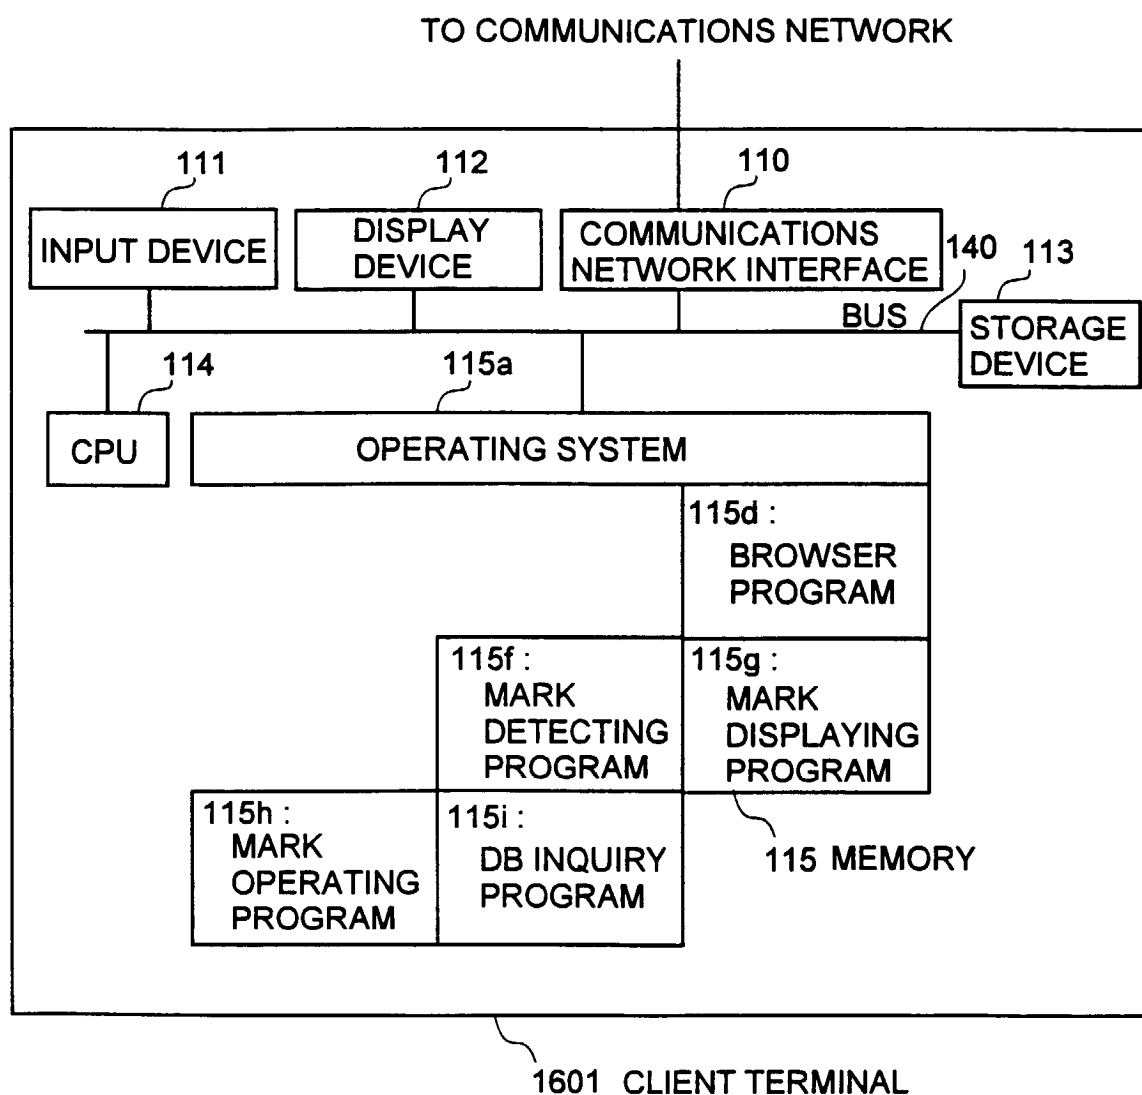 TO COMMUNICATIONS NETWORK
111
112
110
INPUT DEVICE
DISPLAY
DEVICE
COMMUNICATIONS
NETWORK INTERFACE
140
113
BUS
STORAGE
DEVICE
114
115a
CPU
OPERATING SYSTEM
115d :
BROWSER
PROGRAM
115f :
MARK
DETECTING
PROGRAM
115g :
MARK
DISPLAYING
PROGRAM
115h :
MARK
OPERATING
PROGRAM
115i :
DB INQUIRY
PROGRAM
115 MEMORY
1601 CLIENT TERMINAL